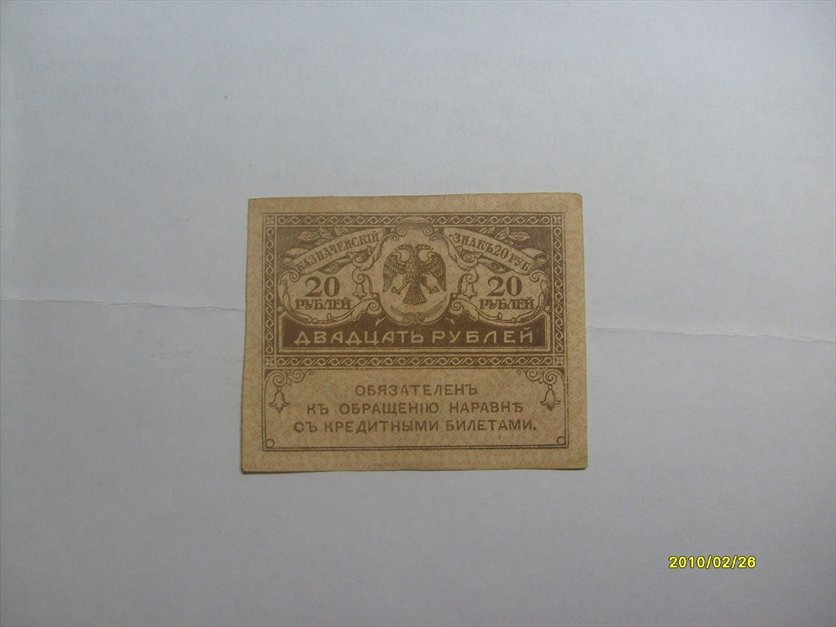 КАЗНАЧЕЙСКІЙ ЗНАКЪ 20 РУБ.
20 РУБЛЕЙ
20 РУБЛЕЙ
ДВАДЦАТЬ РУБЛЕЙ
ОБЯЗАТЕЛЕНЪ
КЪ ОБРАЩЕНІЮ НАРАВНѢ
СЪ КРЕДИТНЫМИ БИЛЕТАМИ.
2010/02/26